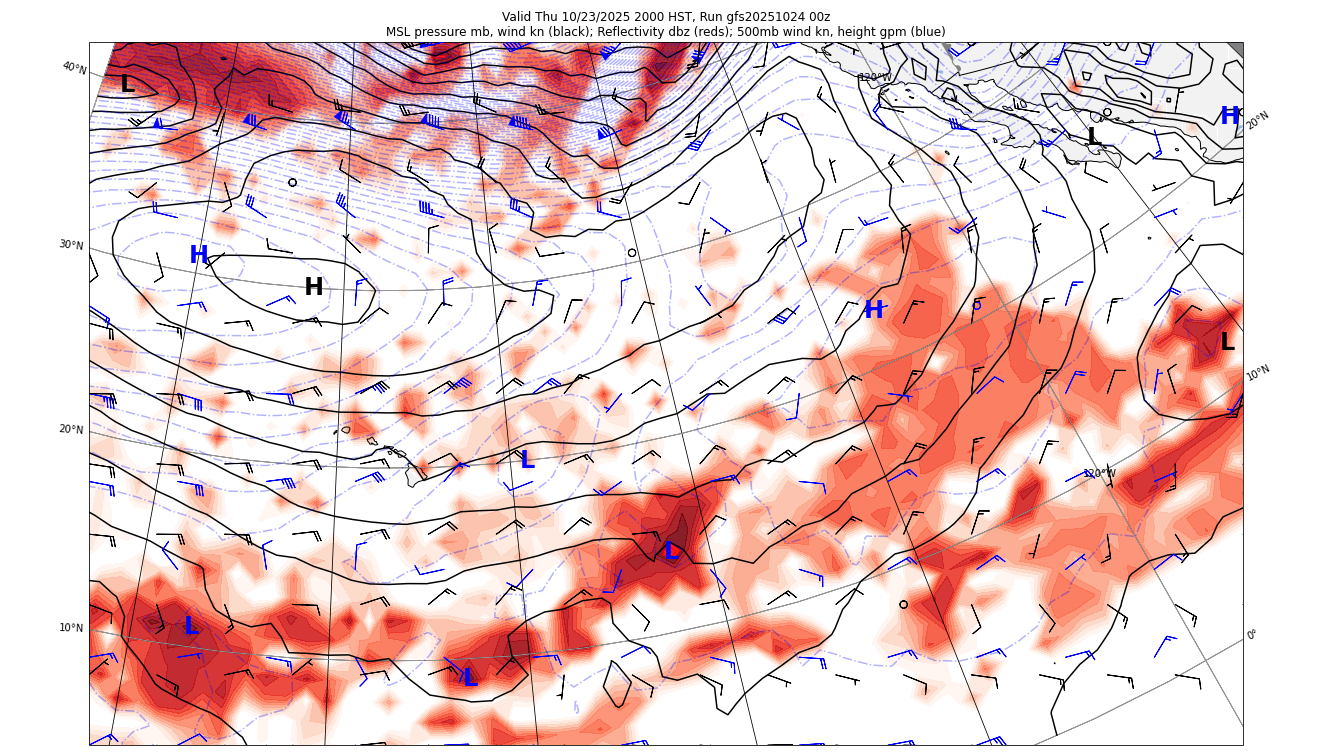 Valid Thu 10/23/2025 2000 HST, Run gfs20251024 00z
MSL pressure mb, wind kn (black); Reflectivity dbz (reds); 500mb wind kn, height gpm (blue)
40°N
L
120°W
H
20°N
L
30°N
H
H
H
L
10°N
20°N
L
120°W
L
10°N
L
0°
L